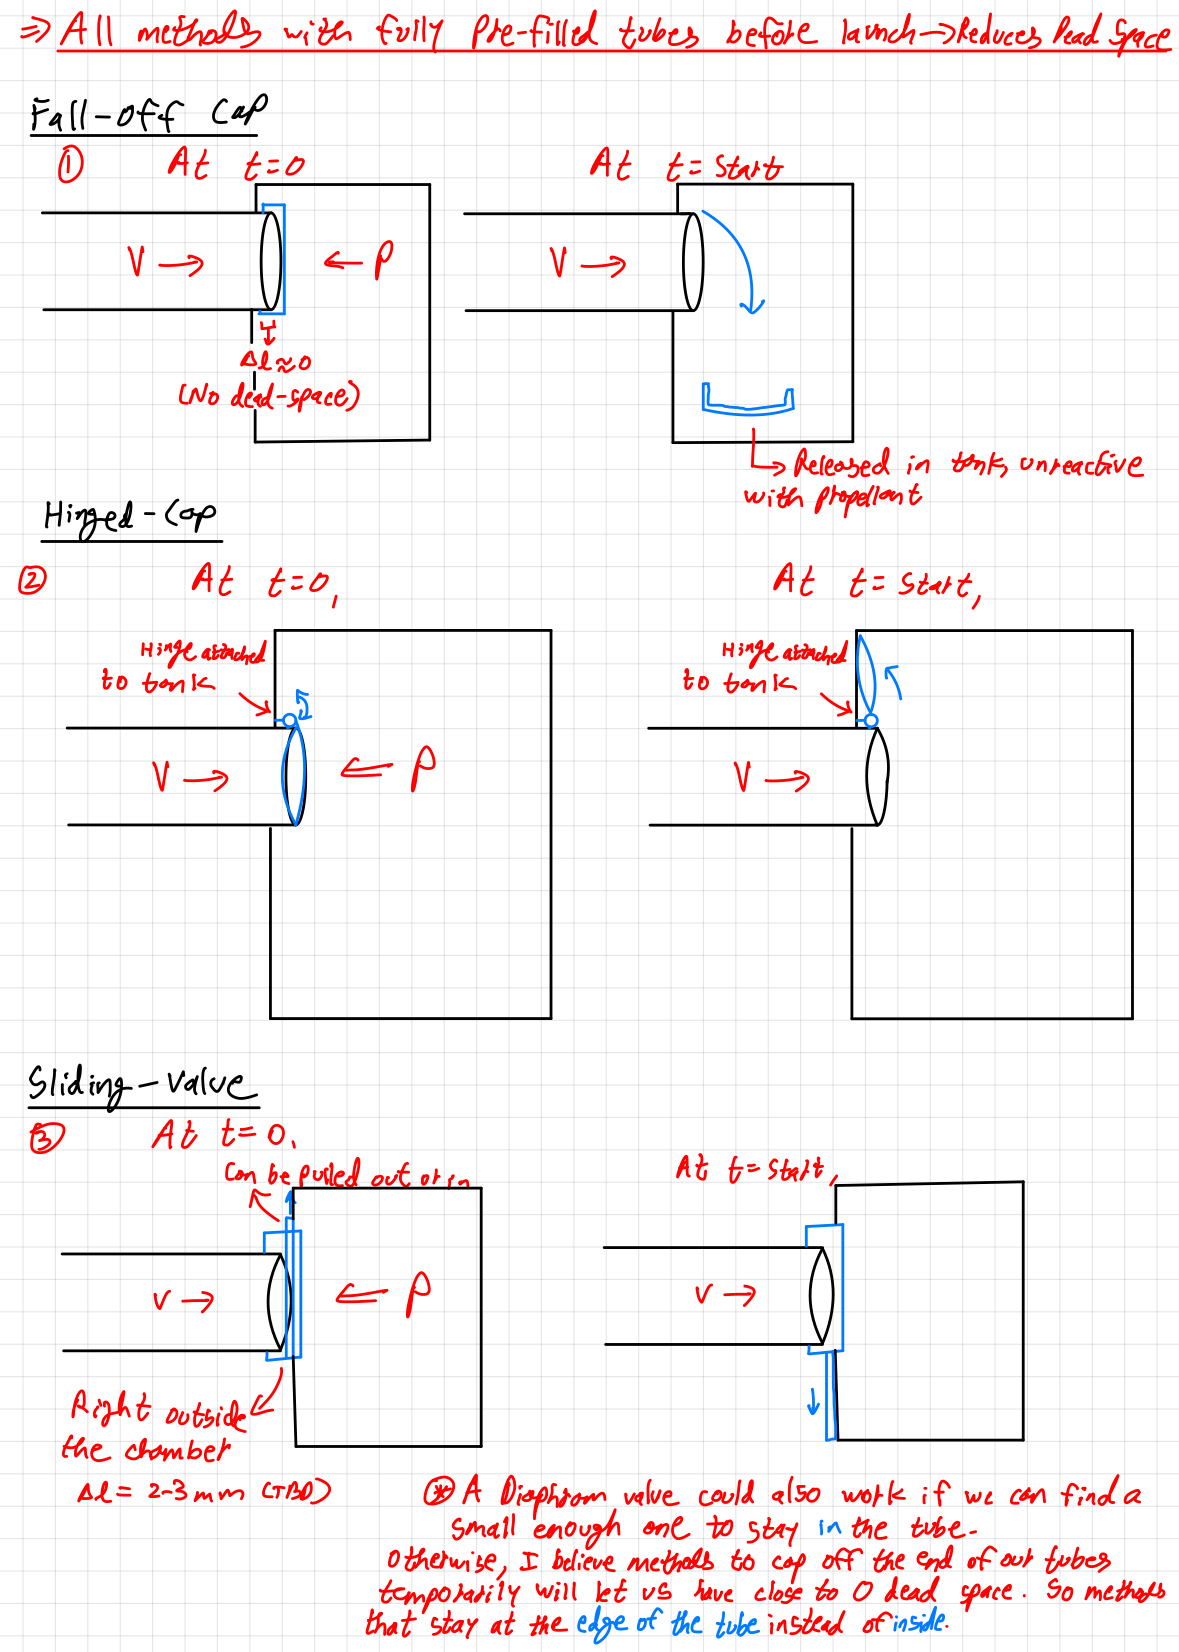 ⇒ All methods with fully Pre-filled tubes before launch → Reduces Dead Space
Fall-off Cap
① At t=0
At t= Start
V → ← P
V →
Δl≈0
(No dead-space)
Released in tank, unreactive
with propellant
Hinged-Cap
② At t=0,
At t= Start,
Hinge attached
to tank
Hinge attached
to tank
V → ← P
V →
Sliding-Valve
③ At t=0,
At t= Start,
Can be pulled out or in
V → ← P
V →
Right outside
the chamber
Δl = 2-3 mm (TBD)
* A Diaphram valve could also work if we can find a
small enough one to stay in the tube.
Otherwise, I believe methods to cap off the end of our tubes
temporarily will let us have close to 0 dead space. So methods
that stay at the edge of the tube instead of inside.